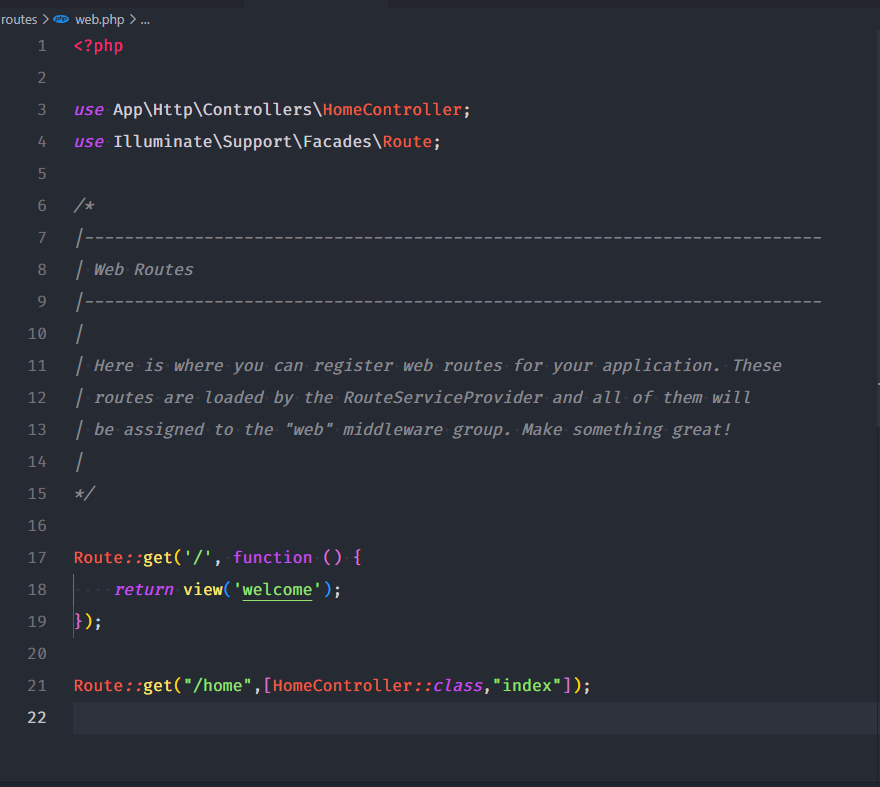 routes > php web.php > ...
1 <?php
2
3 use App\Http\Controllers\HomeController;
4 use Illuminate\Support\Facades\Route;
5
6 /*
7 |--------------------------------------------------------------------------
8 | Web Routes
9 |--------------------------------------------------------------------------
10 |
11 | Here is where you can register web routes for your application. These
12 | routes are loaded by the RouteServiceProvider and all of them will
13 | be assigned to the "web" middleware group. Make something great!
14 |
15 */
16
17 Route::get('/', function () {
18     return view('welcome');
19 });
20
21 Route::get("/home",[HomeController::class,"index"]);
22